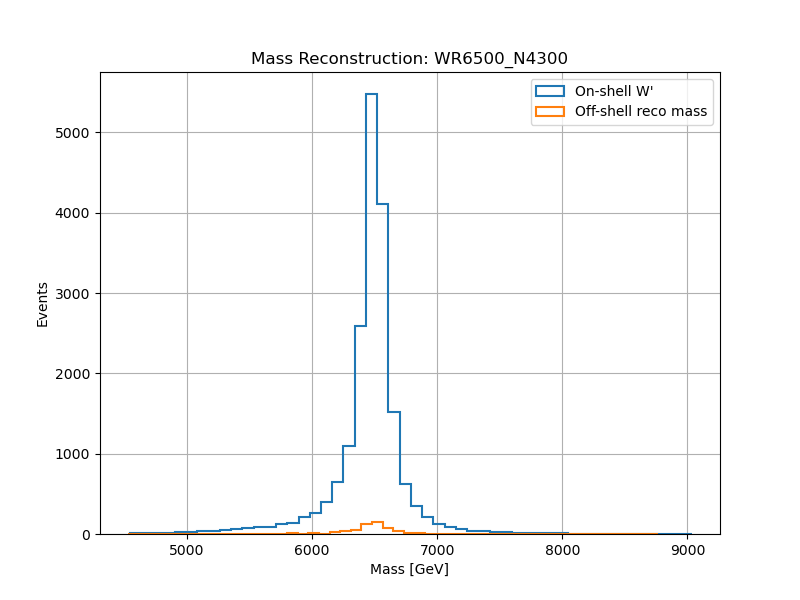 Mass Reconstruction: WR6500_N4300
On-shell W'
Off-shell reco mass
Events
5000
4000
3000
2000
1000
0
5000 6000 7000 8000 9000
Mass [GeV]